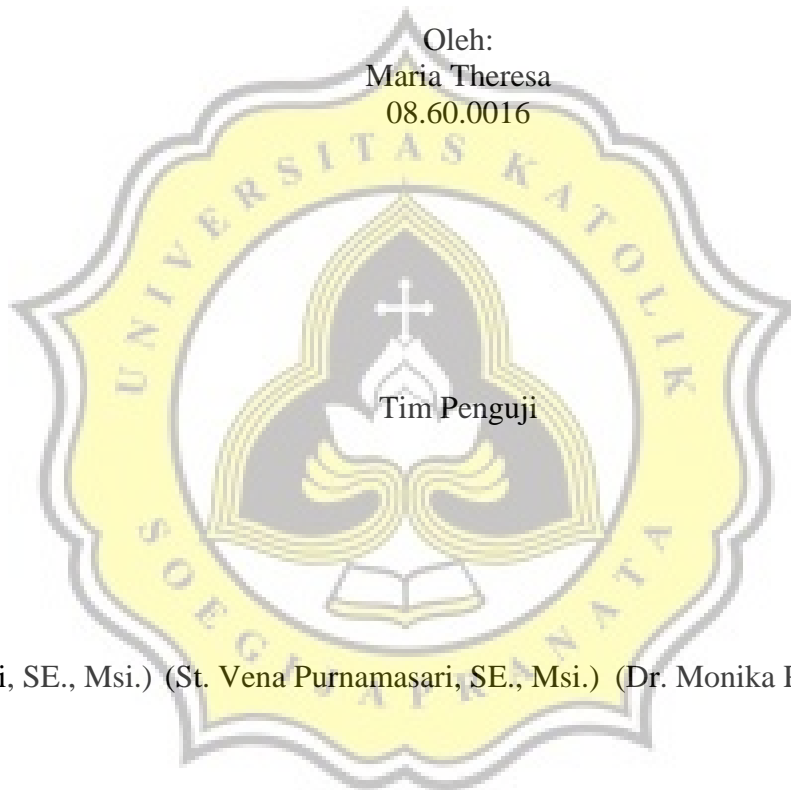 Oleh:
Maria Theresa
08.60.0016
UNIVERSITAS KATOLIK
Tim Penguji
SOEGIJAPRANATA
i, SE., Msi.) (St. Vena Purnamasari, SE., Msi.) (Dr. Monika